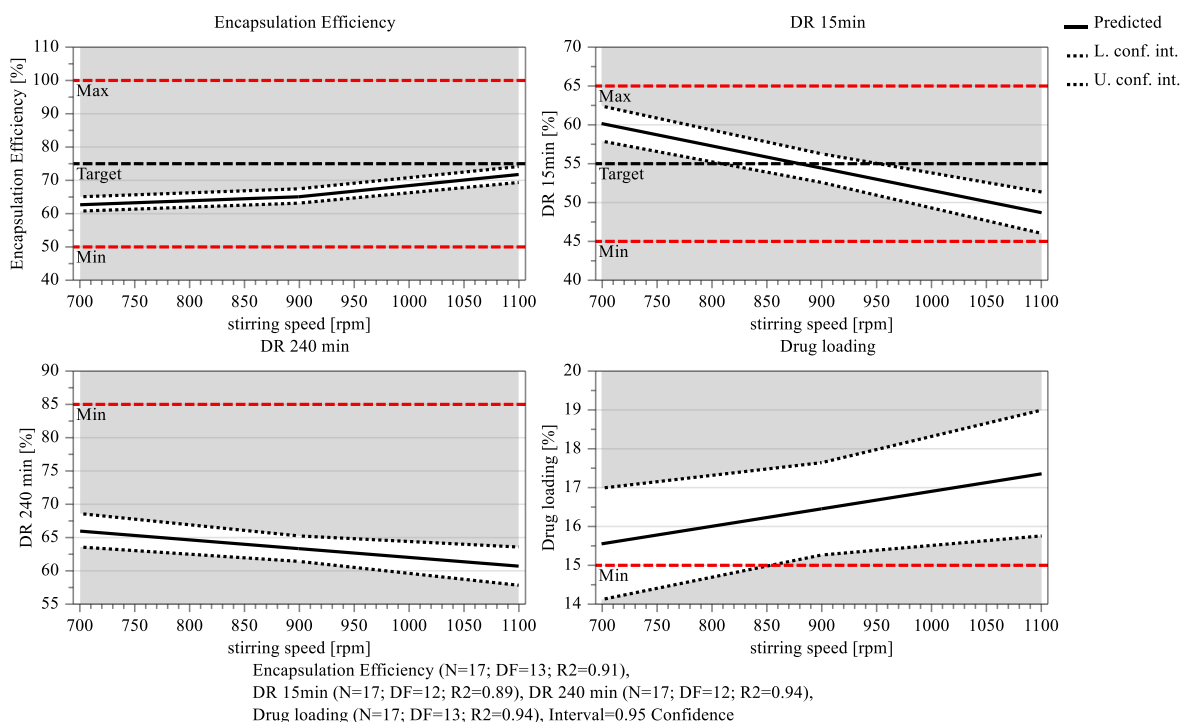 Encapsulation Efficiency
110
100
90
80
70
60
50
40
Encapsulation Efficiency [%]
Max
Target
Min
700 750 800 850 900 950 1000 1050 1100
stirring speed [rpm]
DR 15min
70
65
60
55
50
45
40
DR 15min [%]
Max
Target
Min
700 750 800 850 900 950 1000 1050 1100
stirring speed [rpm]
Predicted
L. conf. int.
U. conf. int.
DR 240 min
90
85
80
75
70
65
60
55
DR 240 min [%]
Min
700 750 800 850 900 950 1000 1050 1100
stirring speed [rpm]
Drug loading
20
19
18
17
16
15
14
Drug loading [%]
Min
700 750 800 850 900 950 1000 1050 1100
stirring speed [rpm]
Encapsulation Efficiency (N=17; DF=13; R2=0.91),
DR 15min (N=17; DF=12; R2=0.89), DR 240 min (N=17; DF=12; R2=0.94),
Drug loading (N=17; DF=13; R2=0.94), Interval=0.95 Confidence